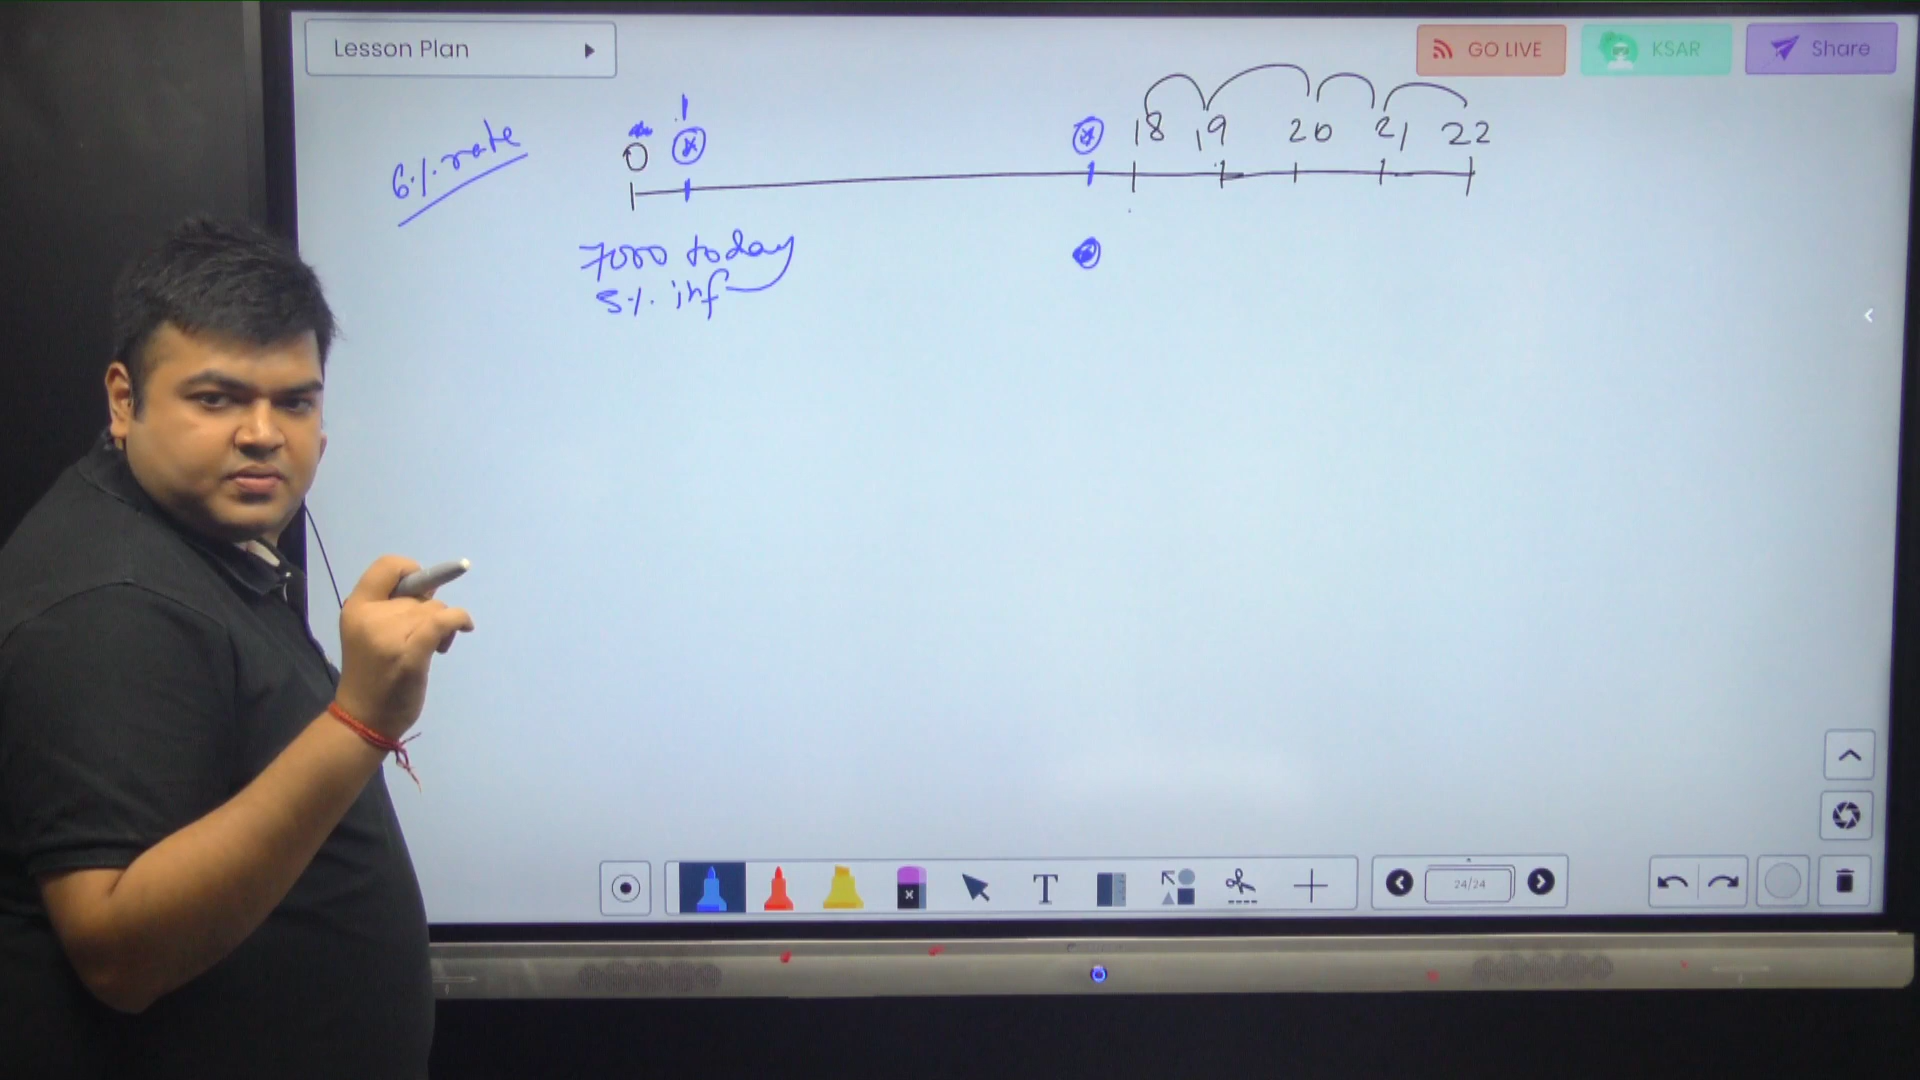 Lesson Plan
GO LIVE
KSAR
Share
6% rate
0
1
18 19 20 21 22
7000 today
5% inf
T
24/24